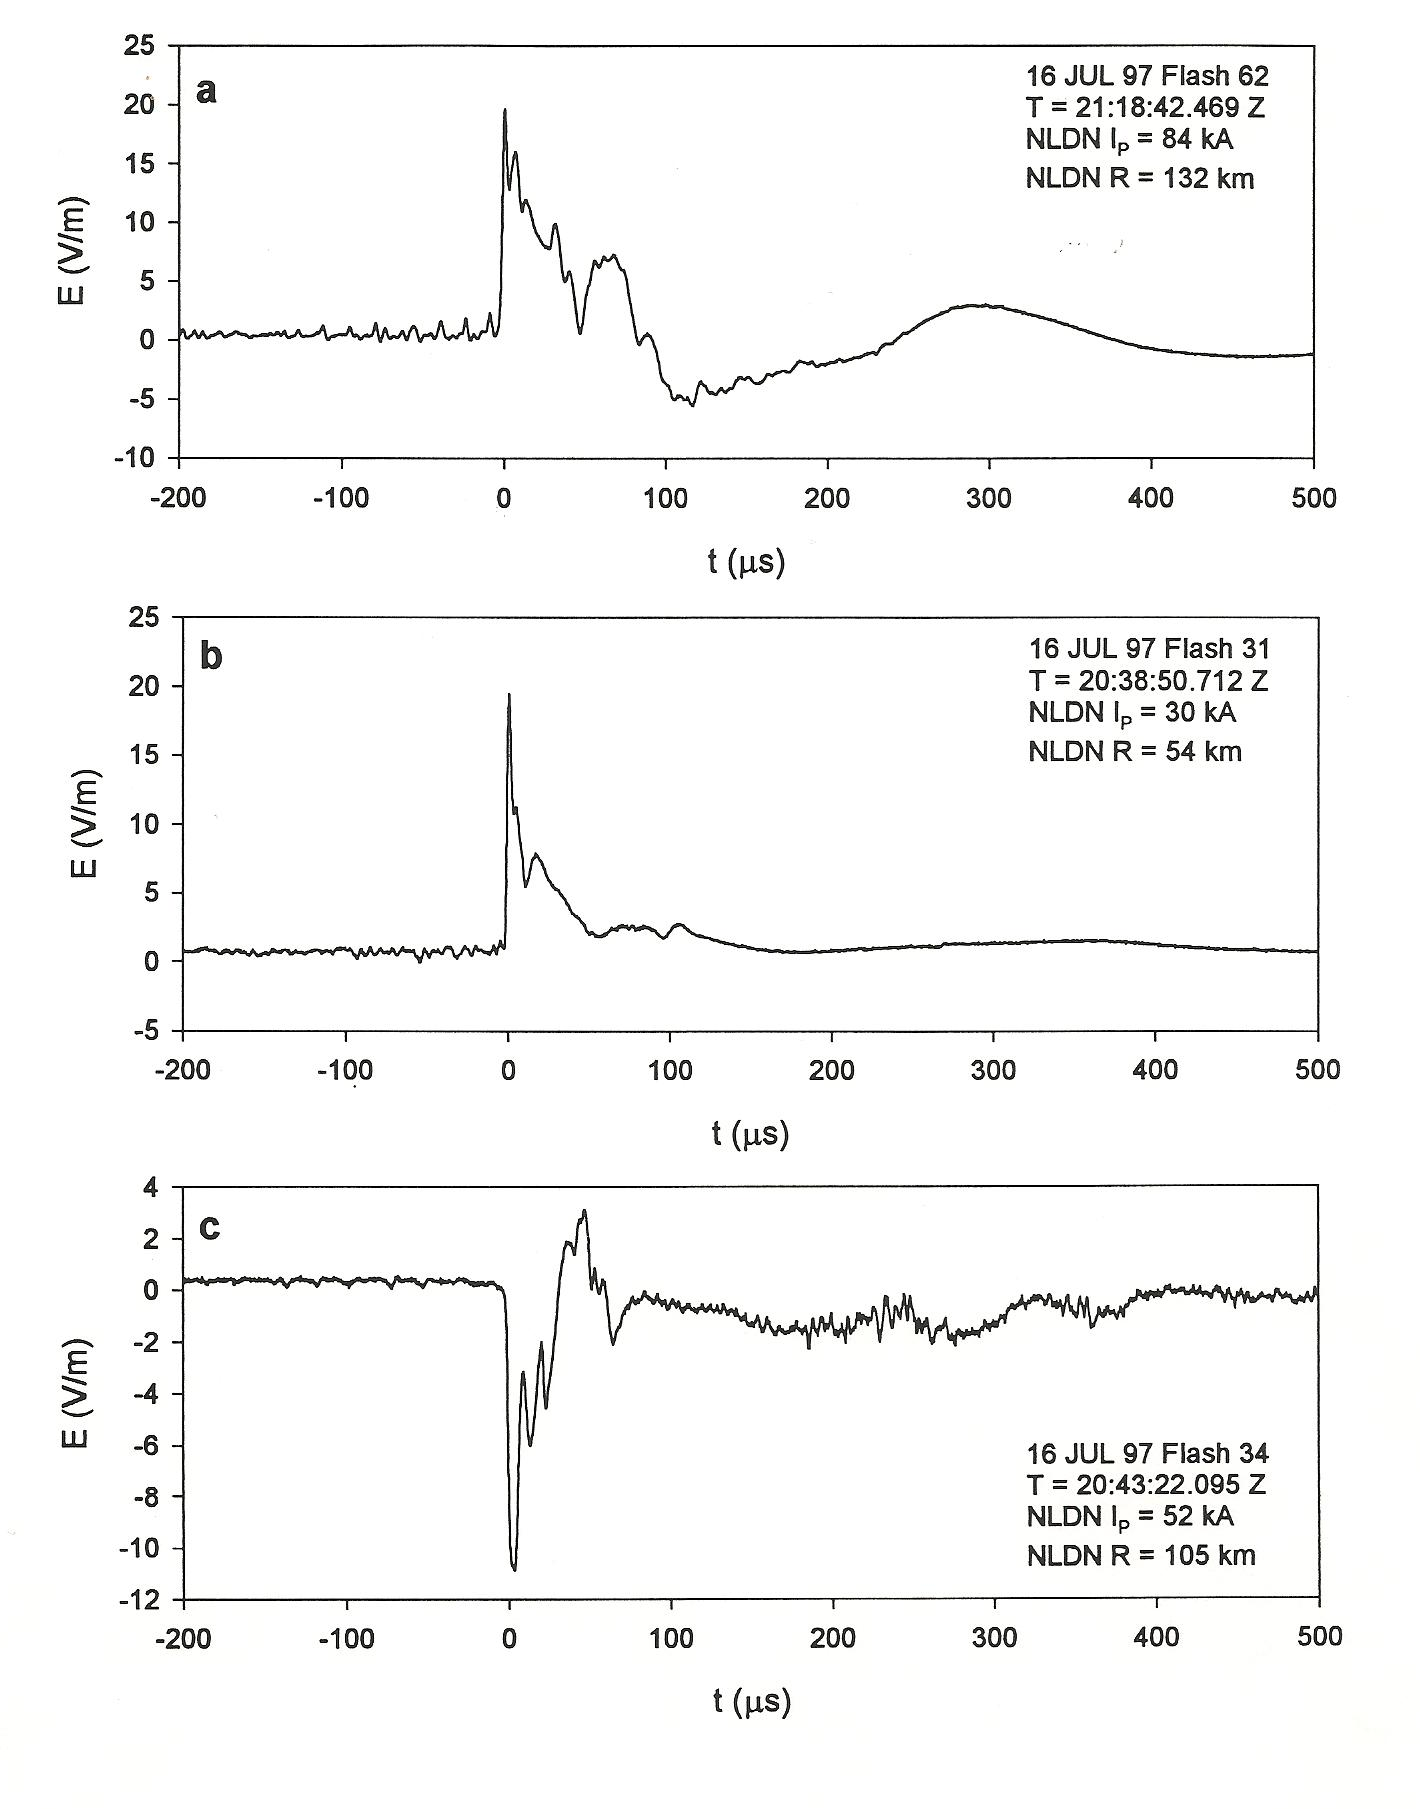 a
16 JUL 97 Flash 62
T = 21:18:42.469 Z
NLDN IP = 84 kA
NLDN R = 132 km
E (V/m)
25
20
15
10
5
0
-5
-10
-200 -100 0 100 200 300 400 500
t (µs)
b
16 JUL 97 Flash 31
T = 20:38:50.712 Z
NLDN IP = 30 kA
NLDN R = 54 km
E (V/m)
25
20
15
10
5
0
-5
-200 -100 0 100 200 300 400 500
t (µs)
c
E (V/m)
4
2
0
-2
-4
-6
-8
-10
-12
16 JUL 97 Flash 34
T = 20:43:22.095 Z
NLDN IP = 52 kA
NLDN R = 105 km
-200 -100 0 100 200 300 400 500
t (µs)